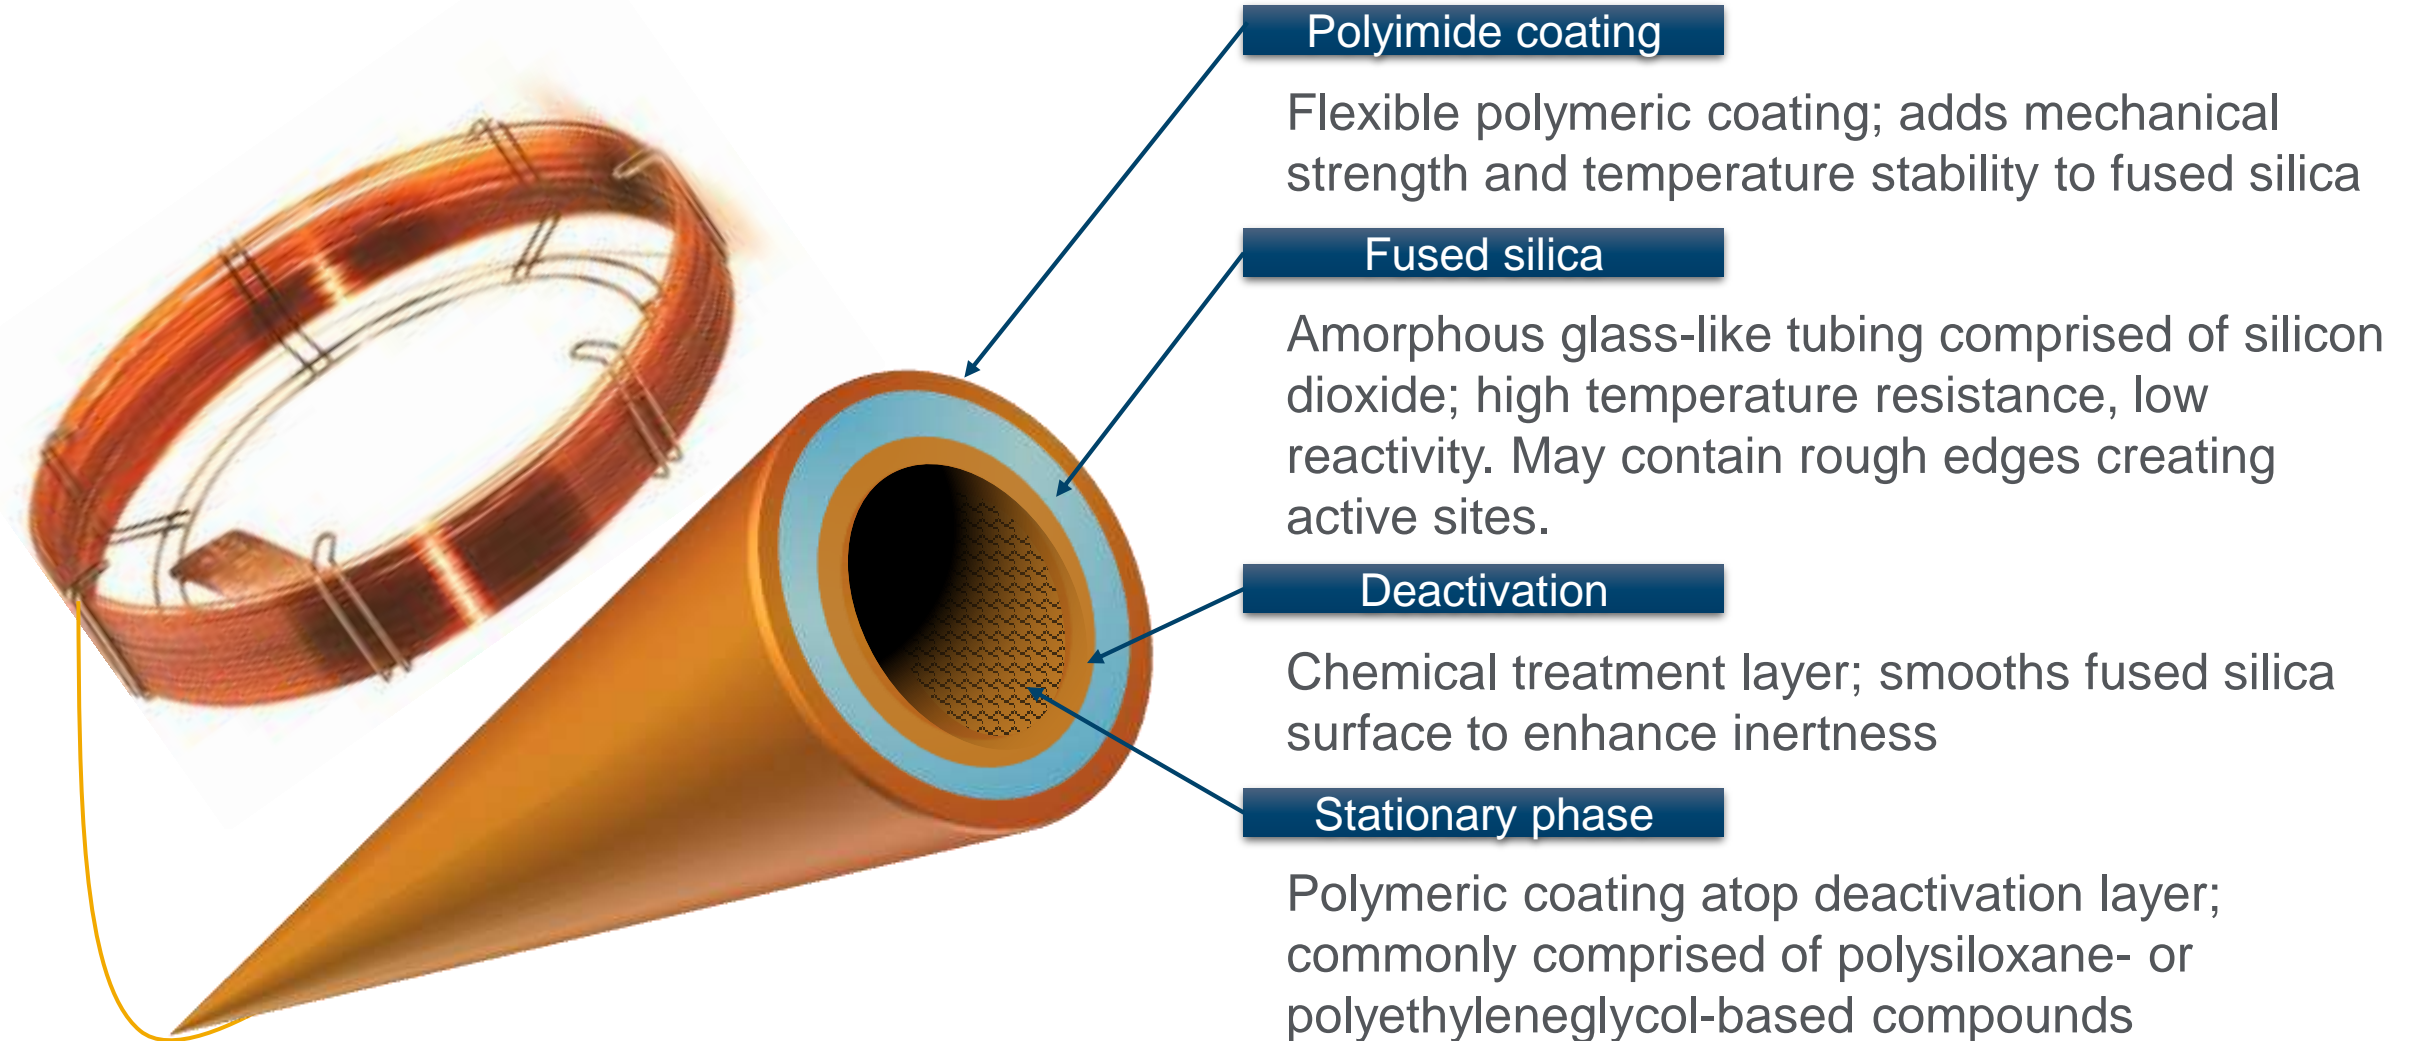 Polyimide coating
Flexible polymeric coating; adds mechanical
strength and temperature stability to fused silica
Fused silica
Amorphous glass-like tubing comprised of silicon
dioxide; high temperature resistance, low
reactivity. May contain rough edges creating
active sites.
Deactivation
Chemical treatment layer; smooths fused silica
surface to enhance inertness
Stationary phase
Polymeric coating atop deactivation layer;
commonly comprised of polysiloxane- or
polyethyleneglycol-based compounds